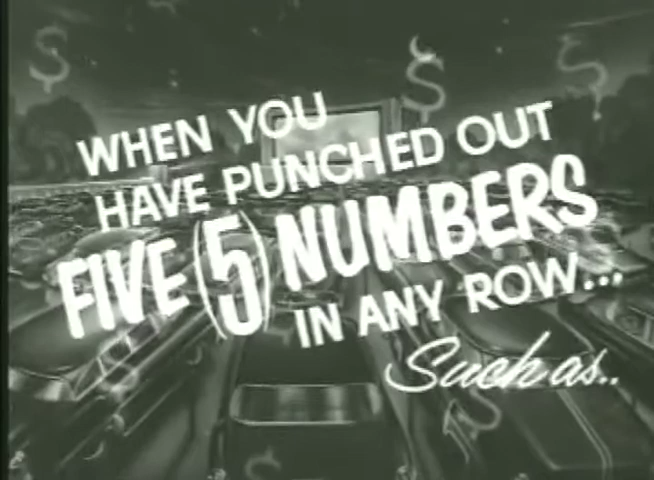 WHEN YOU
HAVE PUNCHED OUT
FIVE (5) NUMBERS
IN ANY ROW...
Such as..